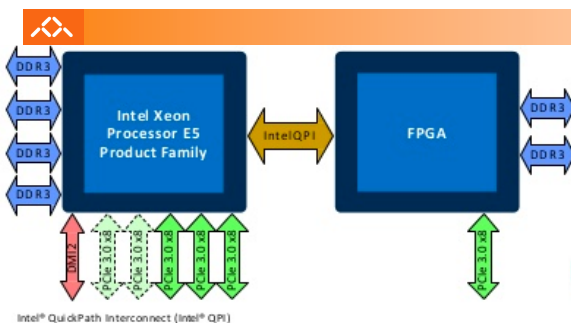 DDR3
DDR3
DDR3
DDR3
Intel Xeon
Processor E5
Product Family
IntelQPI
FPGA
DDR3
DDR3
DMI2
PCIe 3.0 x8
PCIe 3.0 x8
PCIe 3.0 x8
PCIe 3.0 x8
PCIe 3.0 x8
PCIe 3.0 x8
Intel® QuickPath Interconnect (Intel® QPI)